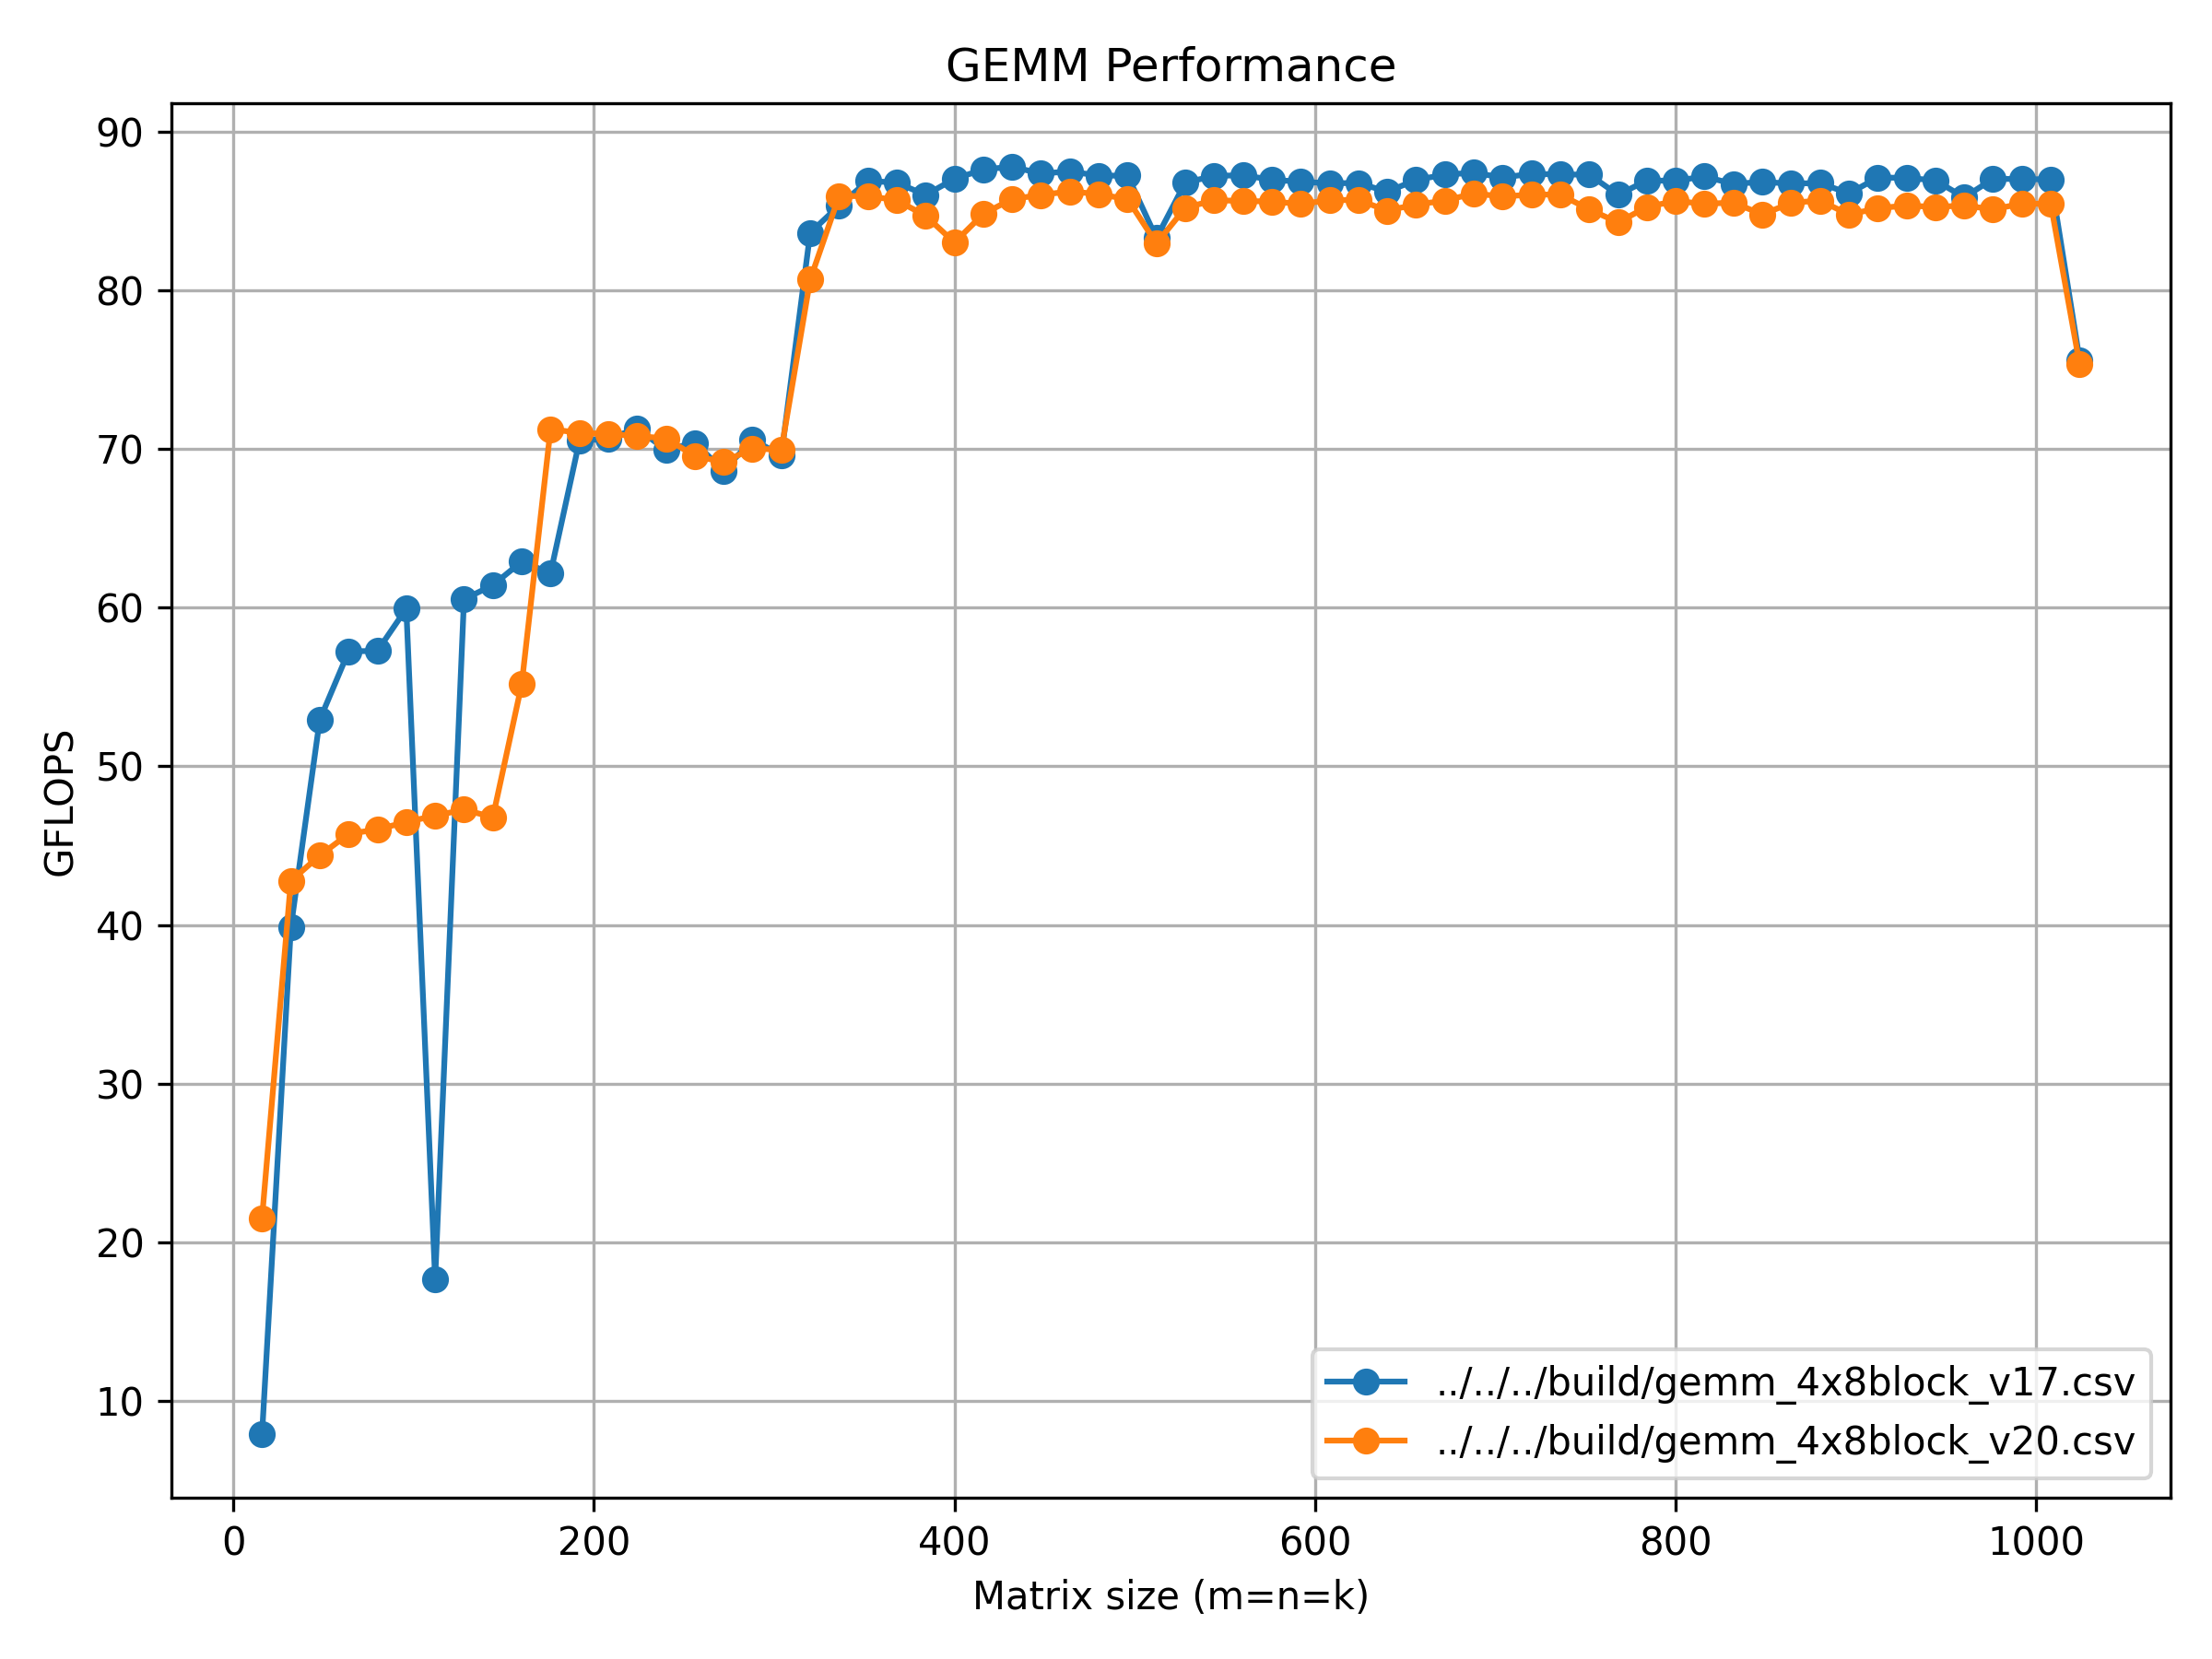 GEMM Performance
90
80
70
60
50
40
30
20
10
GFLOPS
0 200 400 600 800 1000
Matrix size (m=n=k)
../../../build/gemm_4x8block_v17.csv
../../../build/gemm_4x8block_v20.csv